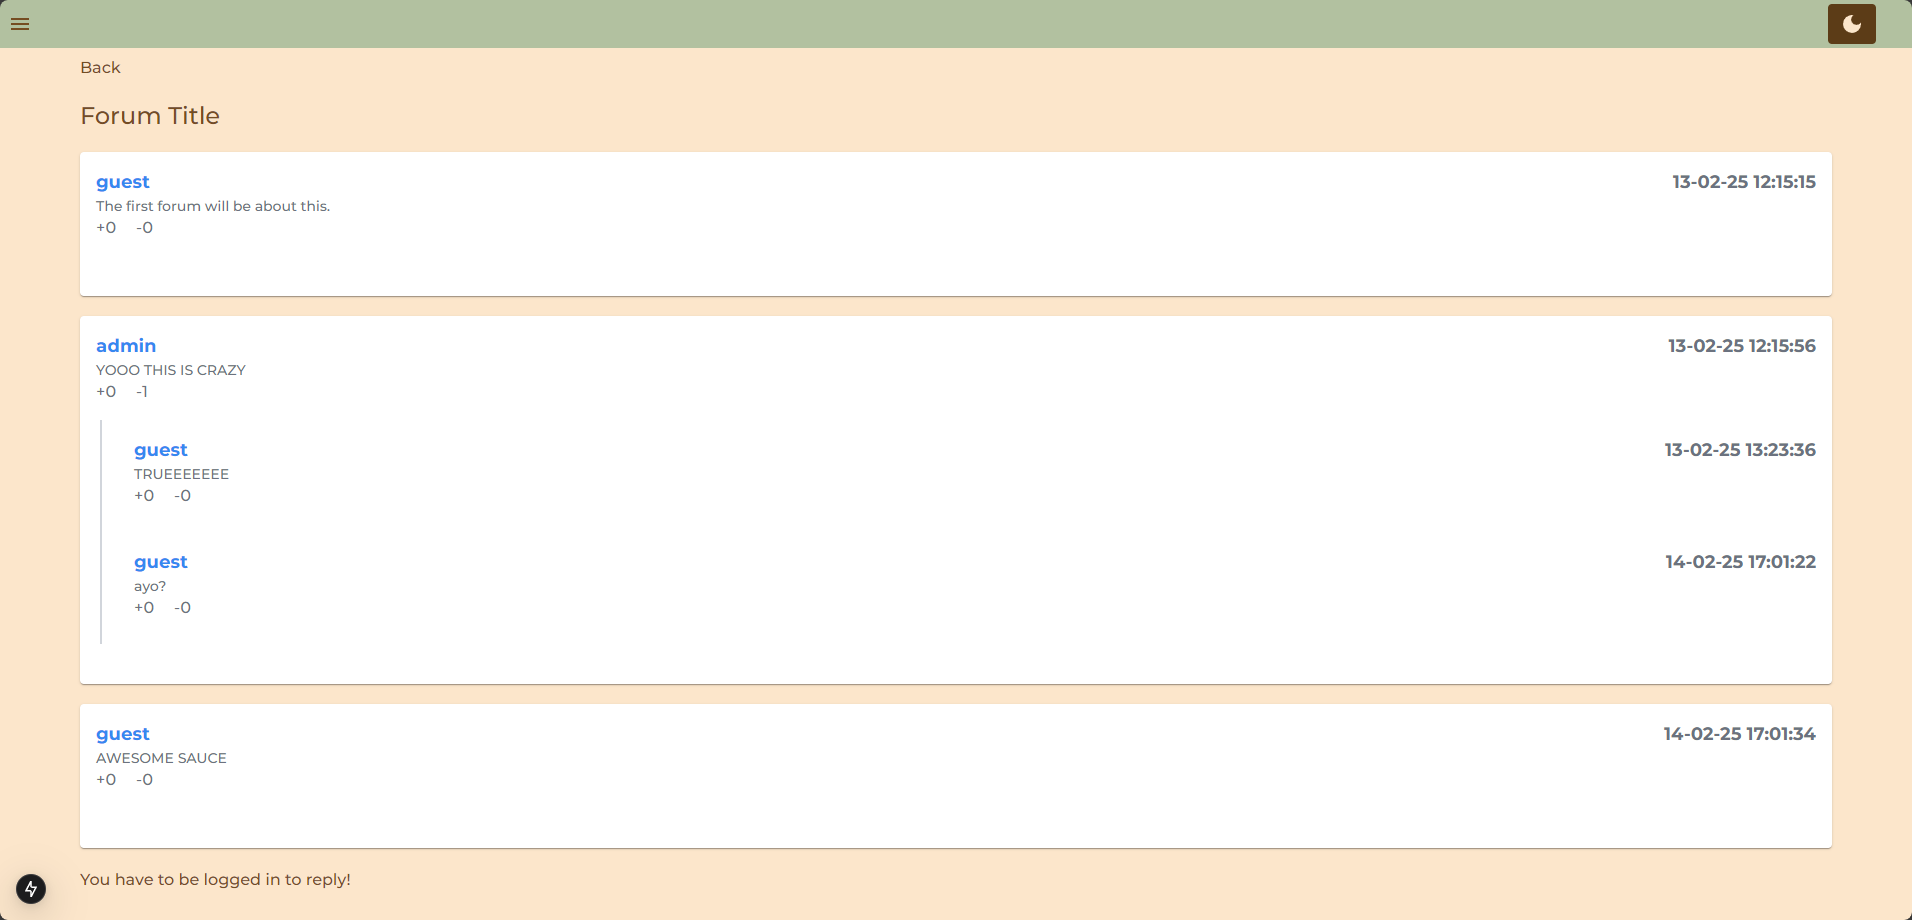 Back
Forum Title
guest 13-02-25 12:15:15
The first forum will be about this.
+0 -0
admin 13-02-25 12:15:56
YOOO THIS IS CRAZY
+0 -1
guest 13-02-25 13:23:36
TRUEEEEEEE
+0 -0
guest 14-02-25 17:01:22
ayo?
+0 -0
guest 14-02-25 17:01:34
AWESOME SAUCE
+0 -0
You have to be logged in to reply!